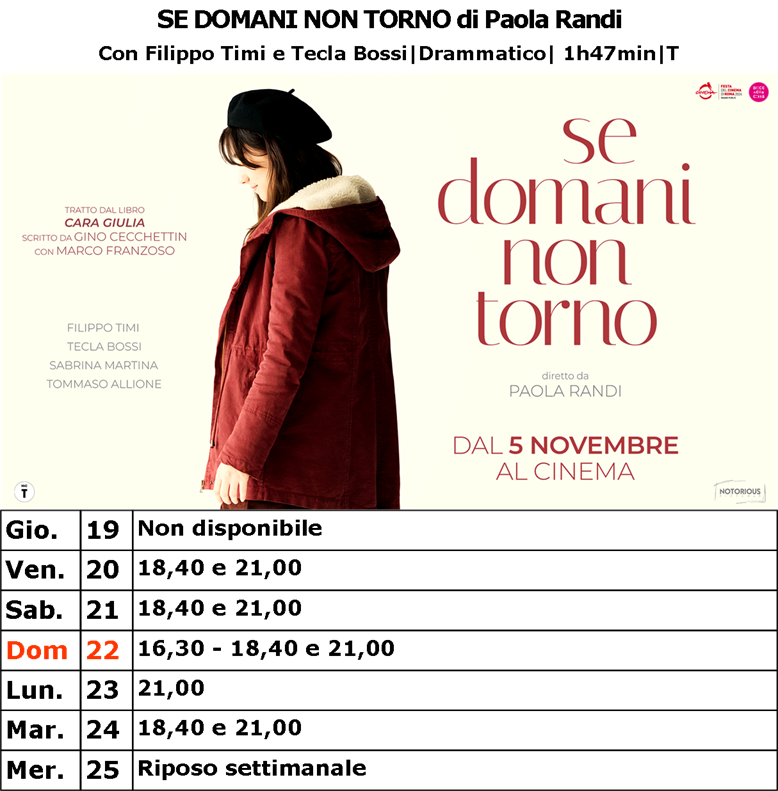 SE DOMANI NON TORNO di Paola Randi
Con Filippo Timi e Tecla Bossi|Drammatico| 1h47min|T
se
domani
non
torno
TRATTO DAL LIBRO
CARA GIULIA
SCRITTO DA GINO CECCHETTIN
CON MARCO FRANZOSO
FILIPPO TIMI
TECLA BOSSI
SABRINA MARTINA
TOMMASO ALLIONE
diretto da
PAOLA RANDI
DAL 5 NOVEMBRE
AL CINEMA
T
NOTORIOUS
Gio. 19 Non disponibile
Ven. 20 18,40 e 21,00
Sab. 21 18,40 e 21,00
Dom 22 16,30 - 18,40 e 21,00
Lun. 23 21,00
Mar. 24 18,40 e 21,00
Mer. 25 Riposo settimanale